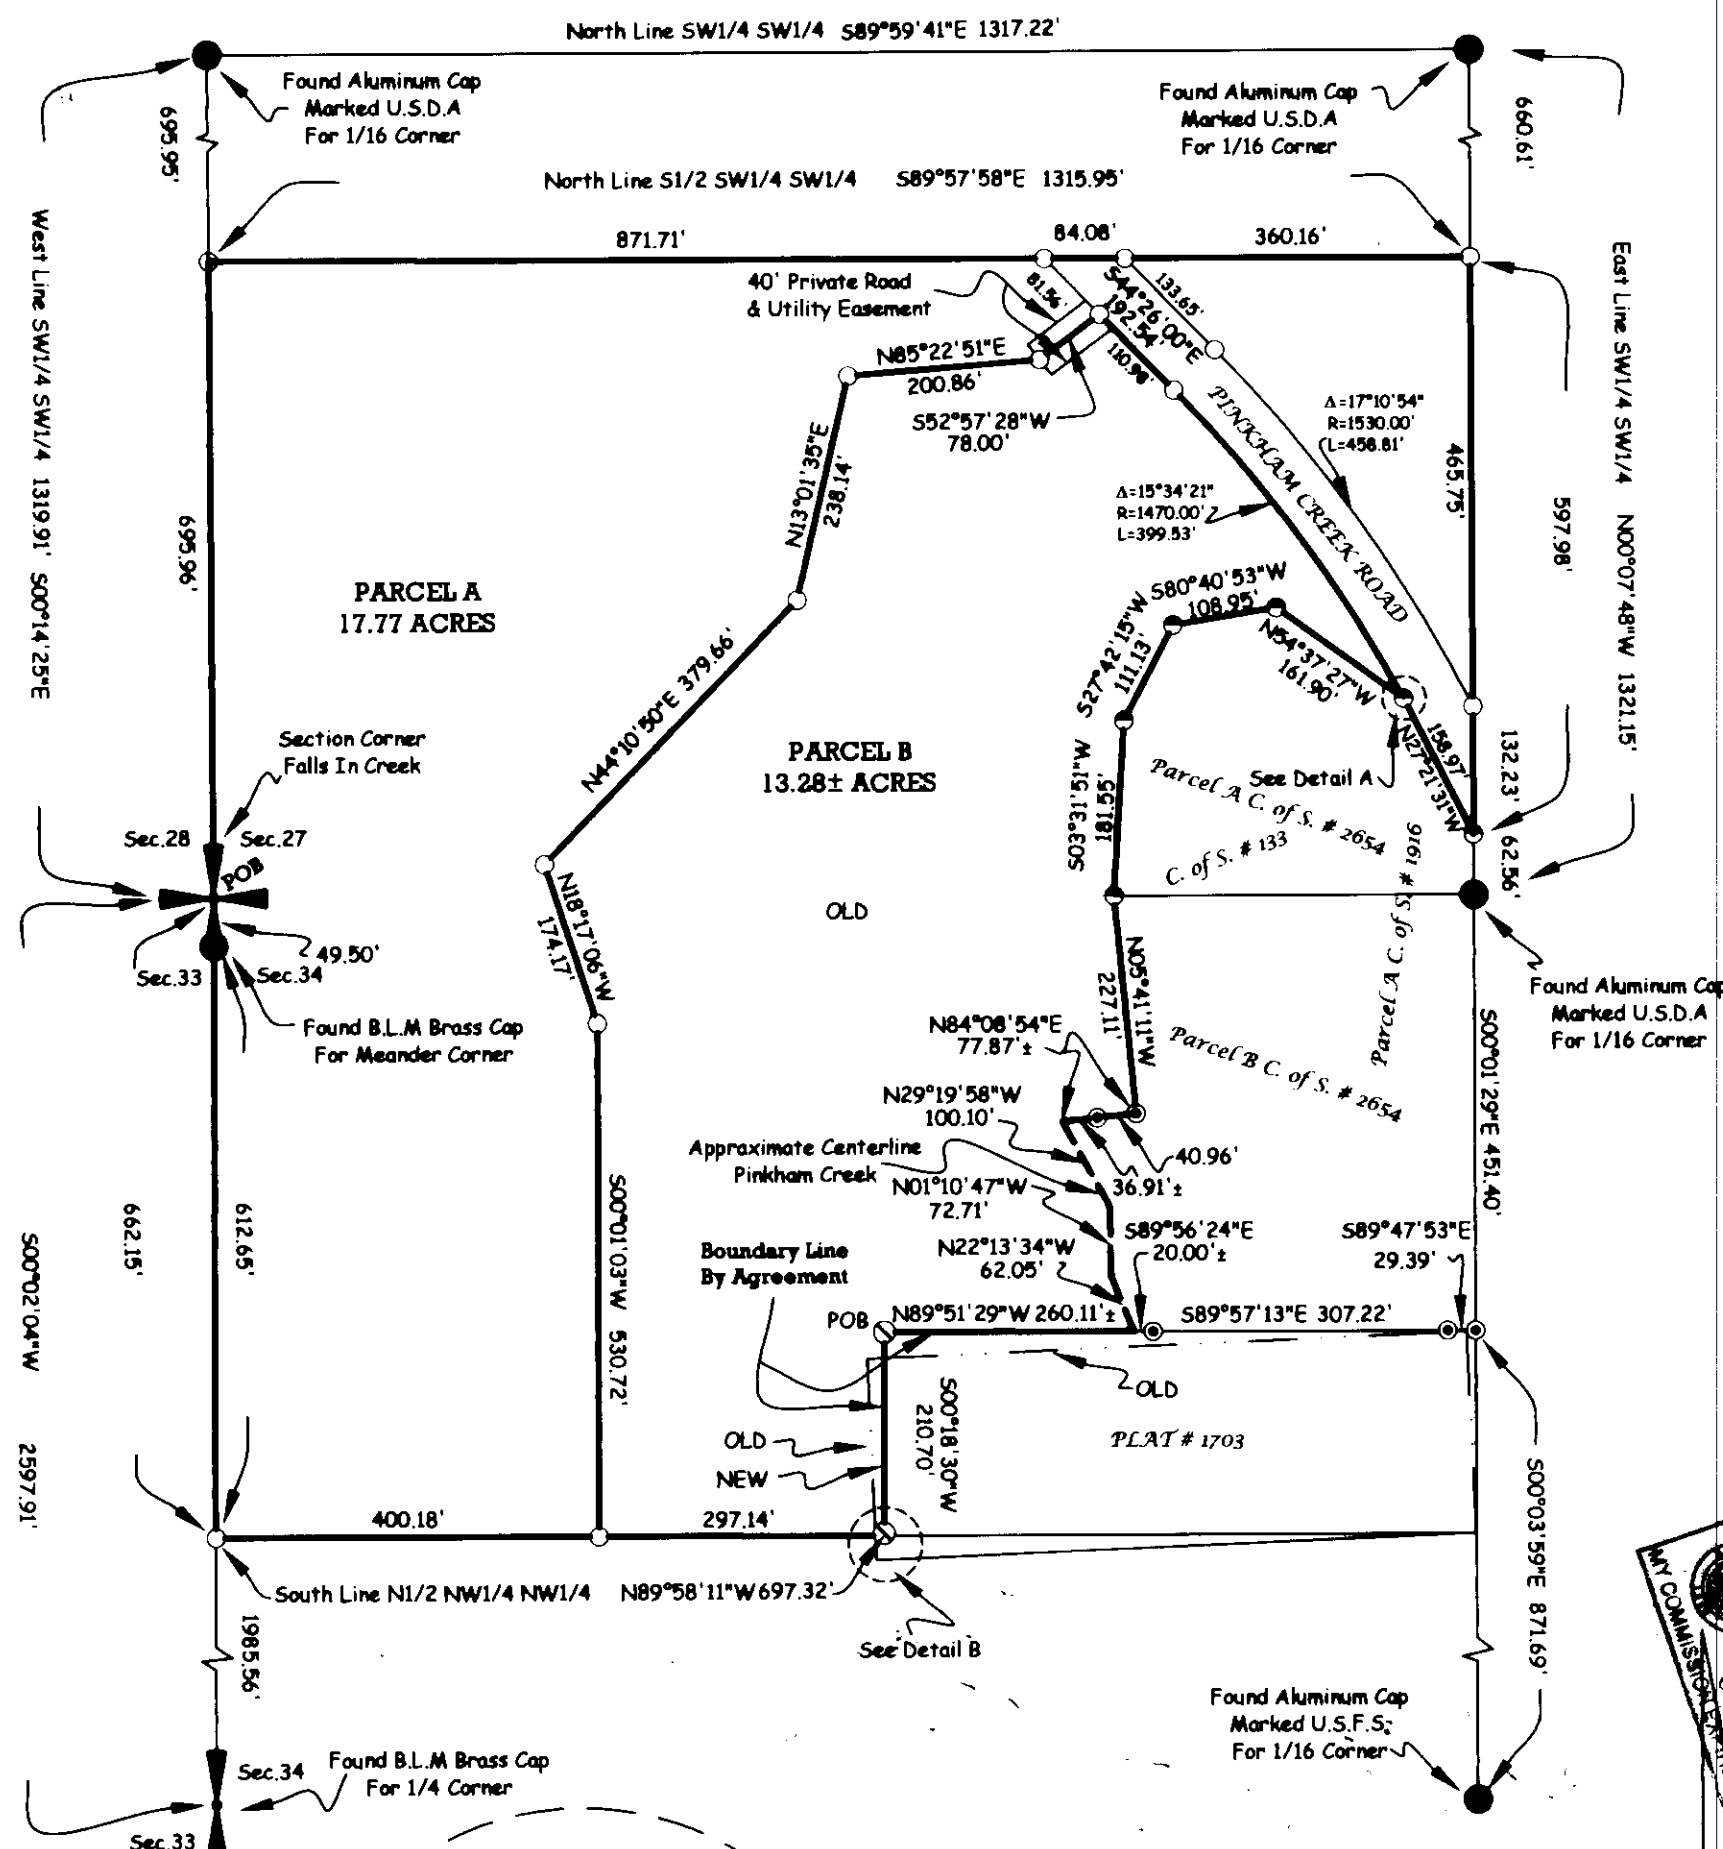 North Line SW1/4 SW1/4 S89°59'41"E 1317.22'
Found Aluminum Cap
Marked U.S.D.A
For 1/16 Corner
Found Aluminum Cap
Marked U.S.D.A
For 1/16 Corner
695.95'
660.61'
North Line S1/2 SW1/4 SW1/4 S89°57'58"E 1315.95'
871.71'
84.08'
360.16'
West Line SW1/4 SW1/4 1319.91' S00°14'25"E
East Line SW1/4 SW1/4 N00°07'48"W 1321.15'
40' Private Road
& Utility Easement
81.56'
S44°26'00"E
192.54'
133.65'
110.98'
N85°22'51"E
200.86'
S52°57'28"W
78.00'
Δ=17°10'54"
R=1530.00'
L=458.81'
PINKHAM CREEK ROAD
465.75'
597.98'
N13°01'35"E
238.14'
Δ=15°34'21"
R=1470.00'
L=399.53'
695.96'
PARCEL A
17.77 ACRES
S80°40'53"W
108.95'
S27°42'15"W
111.13'
N54°37'27"W
161.90'
N44°10'50"E 379.66'
PARCEL B
13.28± ACRES
S03°31'51"W
181.55'
See Detail A
158.97'
N27°21'31"W
132.23'
62.56'
Section Corner
Falls In Creek
Sec.28
Sec.27
POB
Parcel A C. of S. # 2654
C. of S. # 133
Parcel A C. of S. # 1916
OLD
N18°17'06"W
174.17'
49.50'
Sec.33
Sec.34
Found B.L.M Brass Cap
For Meander Corner
Found Aluminum Cap
Marked U.S.D.A
For 1/16 Corner
N05°41'11"W
227.11'
Parcel B C. of S. # 2654
S00°01'29"E 451.40'
N84°08'54"E
77.87'±
N29°19'58"W
100.10'
Approximate Centerline
Pinkham Creek
40.96'
36.91'±
N01°10'47"W
72.71'
S89°56'24"E
20.00'±
S89°47'53"E
29.39'
N22°13'34"W
62.05'
Boundary Line
By Agreement
662.15'
612.65'
S00°02'04"W 2597.91'
S00°01'03"W 530.72'
POB
N89°51'29"W 260.11'±
S89°57'13"E 307.22'
OLD
S00°18'30"W
210.70'
PLAT # 1703
OLD
NEW
400.18'
297.14'
South Line N1/2 NW1/4 NW1/4 N89°58'11"W 697.32'
See Detail B
S00°03'59"E 871.69'
1985.56'
MY COMMISSION
Found Aluminum Cap
Marked U.S.F.S.
For 1/16 Corner
Sec.34
Found B.L.M Brass Cap
For 1/4 Corner
Sec.33